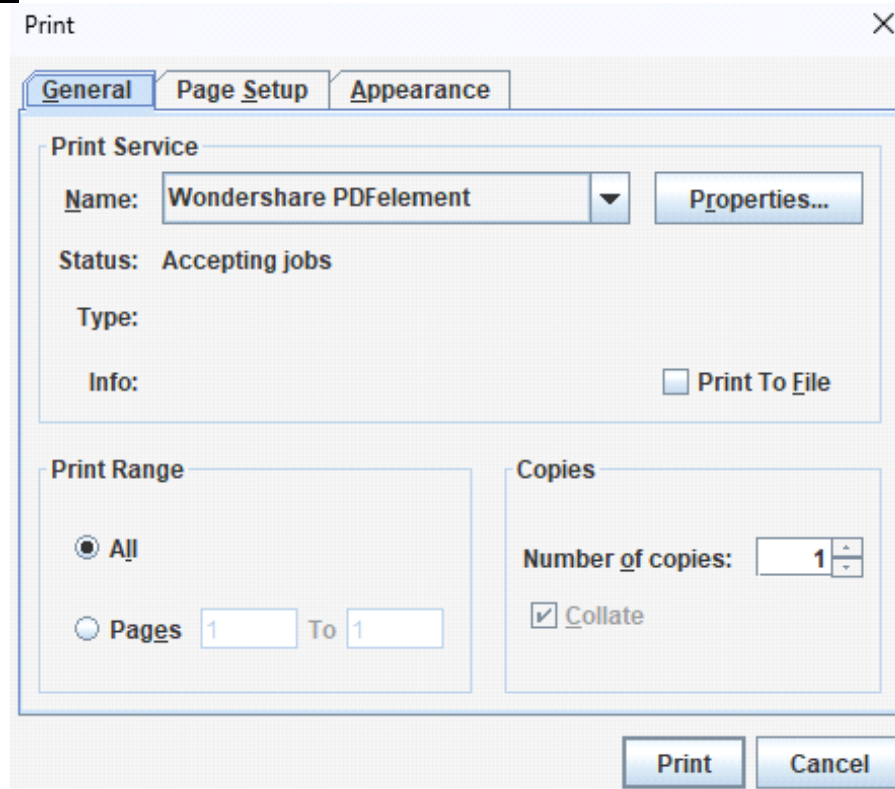 Print
General Page Setup Appearance
Print Service
Name: Wondershare PDFelement Properties...
Status: Accepting jobs
Type:
Info: Print To File
Print Range
All
Pages 1 To 1
Copies
Number of copies: 1
Collate
Print Cancel